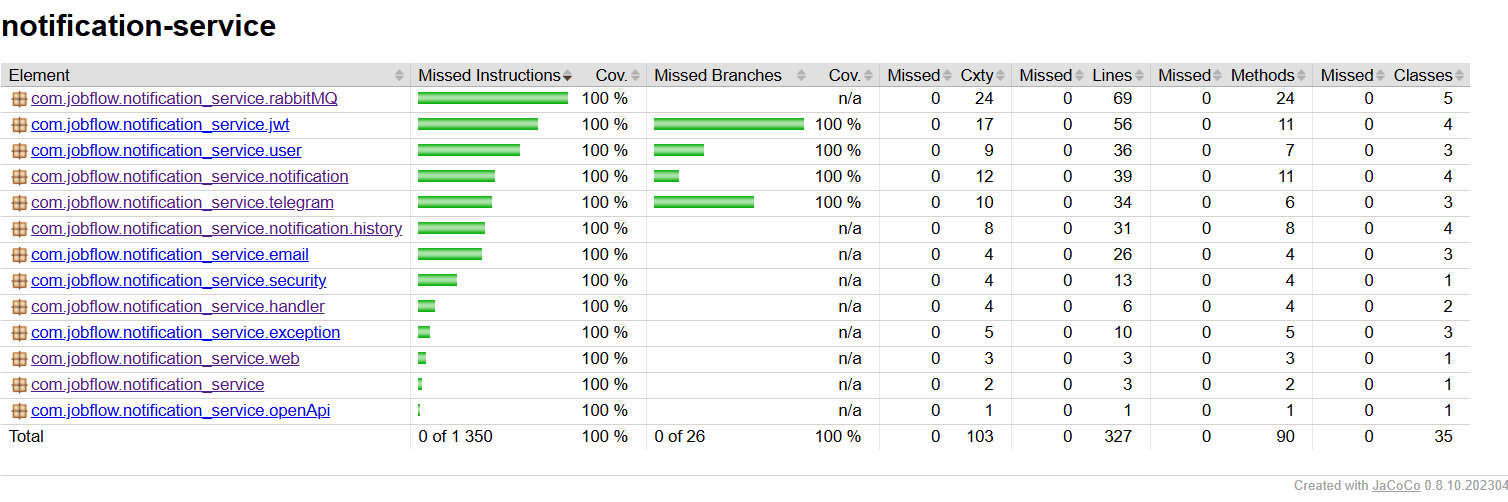 notification-service
Element Missed Instructions Cov. Missed Branches Cov. Missed Cxty Missed Lines Missed Methods Missed Classes
com.jobflow.notification_service.rabbitMQ 100 % n/a 0 24 0 69 0 24 0 5
com.jobflow.notification_service.jwt 100 % 100 % 0 17 0 56 0 11 0 4
com.jobflow.notification_service.user 100 % 100 % 0 9 0 36 0 7 0 3
com.jobflow.notification_service.notification 100 % 100 % 0 12 0 39 0 11 0 4
com.jobflow.notification_service.telegram 100 % 100 % 0 10 0 34 0 6 0 3
com.jobflow.notification_service.notification.history 100 % n/a 0 8 0 31 0 8 0 4
com.jobflow.notification_service.email 100 % n/a 0 4 0 26 0 4 0 3
com.jobflow.notification_service.security 100 % n/a 0 4 0 13 0 4 0 1
com.jobflow.notification_service.handler 100 % n/a 0 4 0 6 0 4 0 2
com.jobflow.notification_service.exception 100 % n/a 0 5 0 10 0 5 0 3
com.jobflow.notification_service.web 100 % n/a 0 3 0 3 0 3 0 1
com.jobflow.notification_service 100 % n/a 0 2 0 3 0 2 0 1
com.jobflow.notification_service.openApi 100 % n/a 0 1 0 1 0 1 0 1
Total 0 of 1 350 100 % 0 of 26 100 % 0 103 0 327 0 90 0 35
Created with JaCoCo 0.8.10.202304